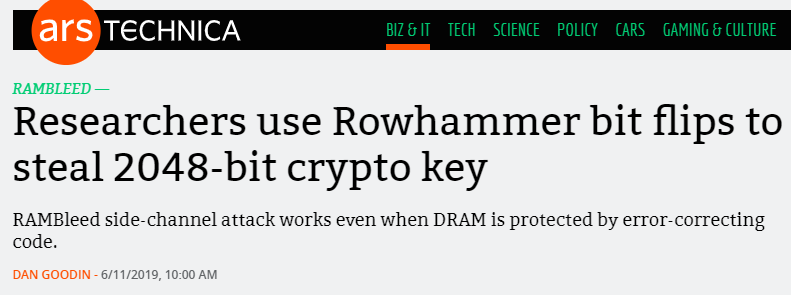 ars TECHNICA
BIZ & IT TECH SCIENCE POLICY CARS GAMING & CULTURE
RAMBLEED —
Researchers use Rowhammer bit flips to
steal 2048-bit crypto key
RAMBleed side-channel attack works even when DRAM is protected by error-correcting
code.
DAN GOODIN - 6/11/2019, 10:00 AM